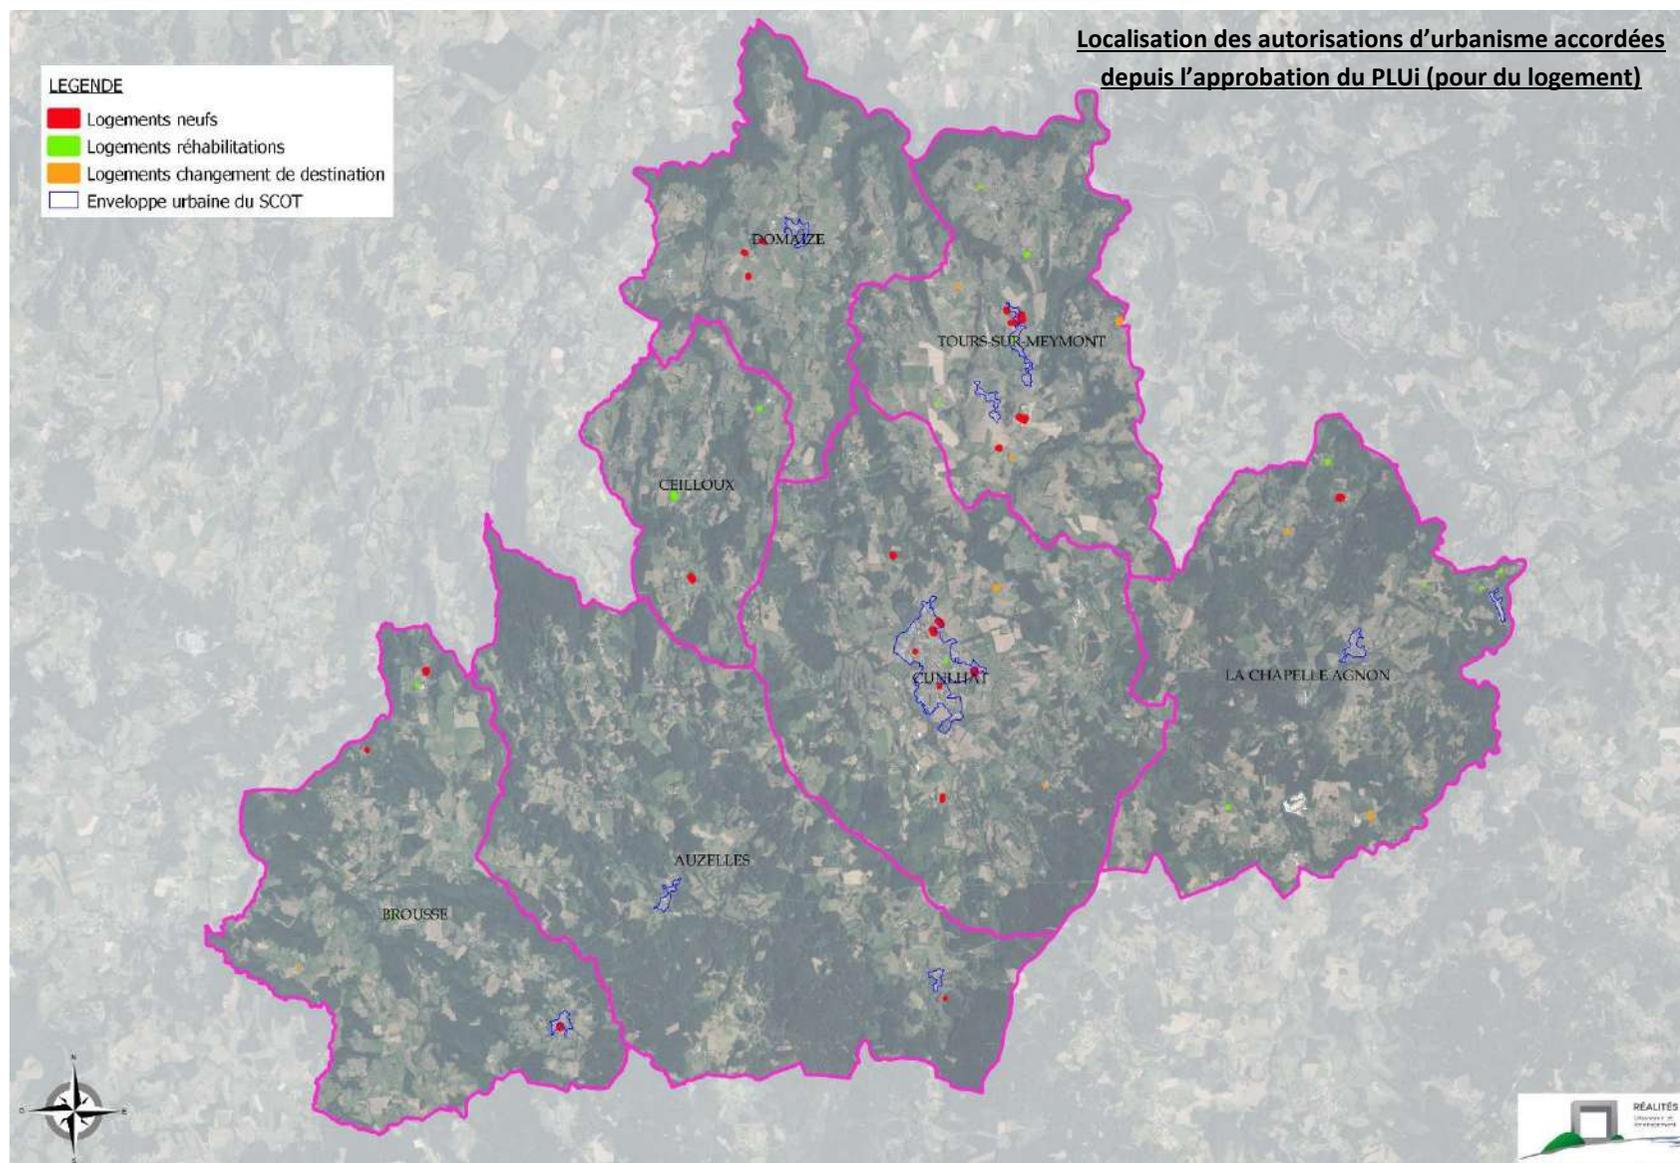 Localisation des autorisations d’urbanisme accordées
depuis l’approbation du PLUi (pour du logement)
LEGENDE
Logements neufs
Logements réhabilitations
Logements changement de destination
Enveloppe urbaine du SCOT
DOMAIZE
TOURS-SUR-MEYMONT
CEILLOUX
CUNLHAT
LA CHAPELLE AGNON
AUZELLES
BROUSSE
N
O
E
S
RÉALITÉS